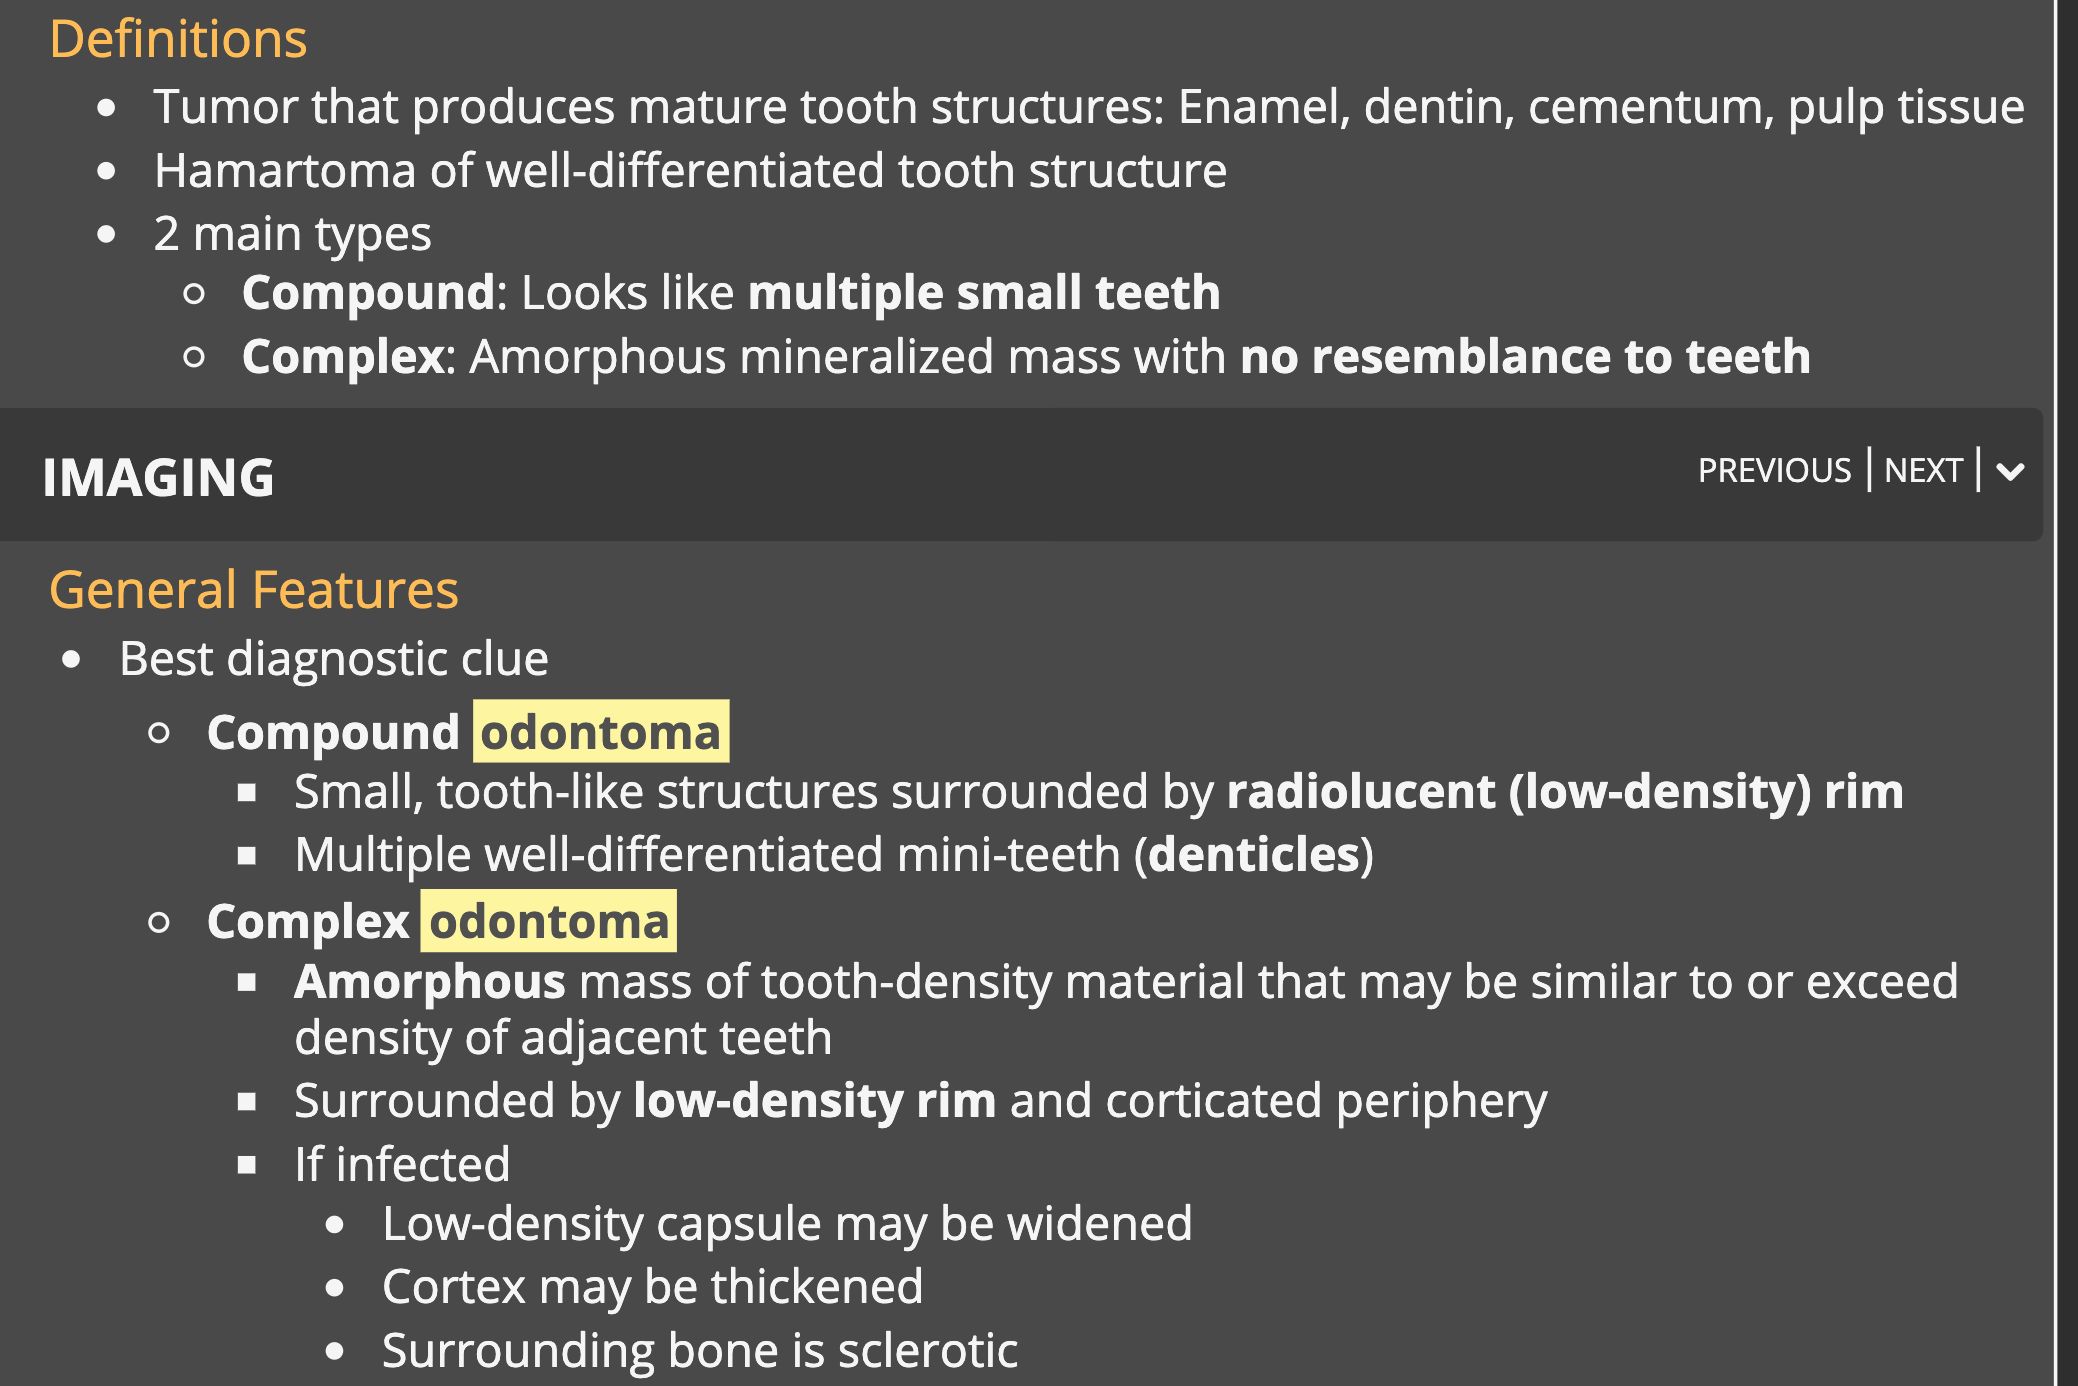 Definitions
• Tumor that produces mature tooth structures: Enamel, dentin, cementum, pulp tissue
• Hamartoma of well-differentiated tooth structure
• 2 main types
○ Compound: Looks like multiple small teeth
○ Complex: Amorphous mineralized mass with no resemblance to teeth
IMAGING
PREVIOUS | NEXT |
General Features
• Best diagnostic clue
○ Compound odontoma
▪ Small, tooth-like structures surrounded by radiolucent (low-density) rim
▪ Multiple well-differentiated mini-teeth (denticles)
○ Complex odontoma
▪ Amorphous mass of tooth-density material that may be similar to or exceed
density of adjacent teeth
▪ Surrounded by low-density rim and corticated periphery
▪ If infected
• Low-density capsule may be widened
• Cortex may be thickened
• Surrounding bone is sclerotic